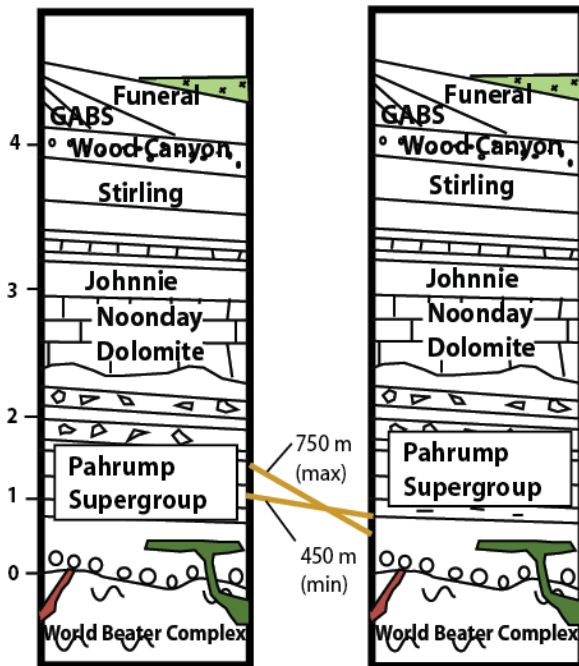 Funeral
GABS
4
Wood Canyon
Stirling
3
Johnnie
Noonday
Dolomite
2
Pahrump
Supergroup
1
0
World Beater Complex
750 m
(max)
450 m
(min)
Funeral
GABS
Wood Canyon
Stirling
Johnnie
Noonday
Dolomite
Pahrump
Supergroup
World Beater Complex